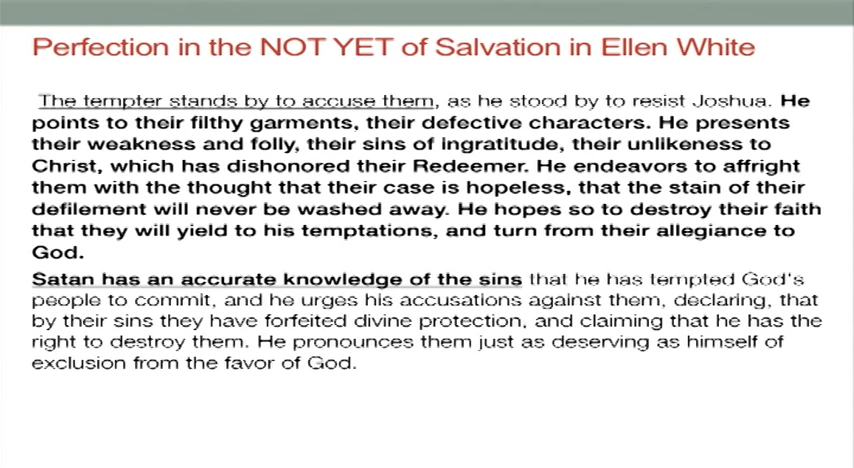 Perfection in the NOT YET of Salvation in Ellen White
The tempter stands by to accuse them, as he stood by to resist Joshua. He
points to their filthy garments, their defective characters. He presents
their weakness and folly, their sins of ingratitude, their unlikeness to
Christ, which has dishonored their Redeemer. He endeavors to affright
them with the thought that their case is hopeless, that the stain of their
defilement will never be washed away. He hopes so to destroy their faith
that they will yield to his temptations, and turn from their allegiance to
God.
Satan has an accurate knowledge of the sins that he has tempted God's
people to commit, and he urges his accusations against them, declaring, that
by their sins they have forfeited divine protection, and claiming that he has the
right to destroy them. He pronounces them just as deserving as himself of
exclusion from the favor of God.